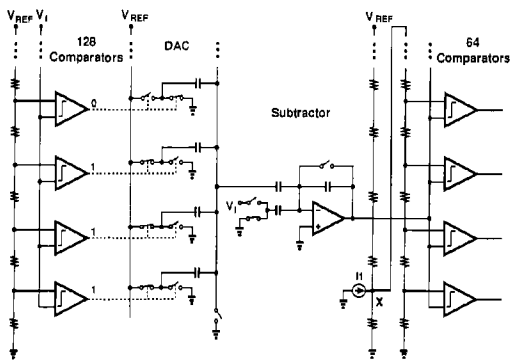 VREF VI
128
Comparators
VREF
DAC
Subtractor
VREF
64
Comparators
0
1
1
1
VI
I1
X